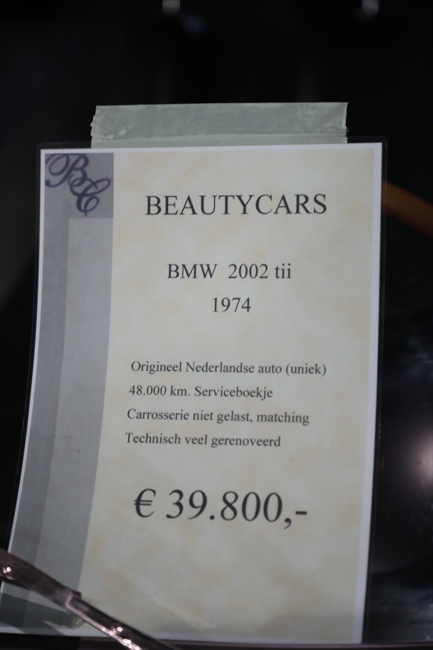 BC
BEAUTYCARS
BMW 2002 tii
1974
Origineel Nederlandse auto (uniek)
48.000 km. Serviceboekje
Carrosserie niet gelast, matching
Technisch veel gerenoveerd
€ 39.800,-